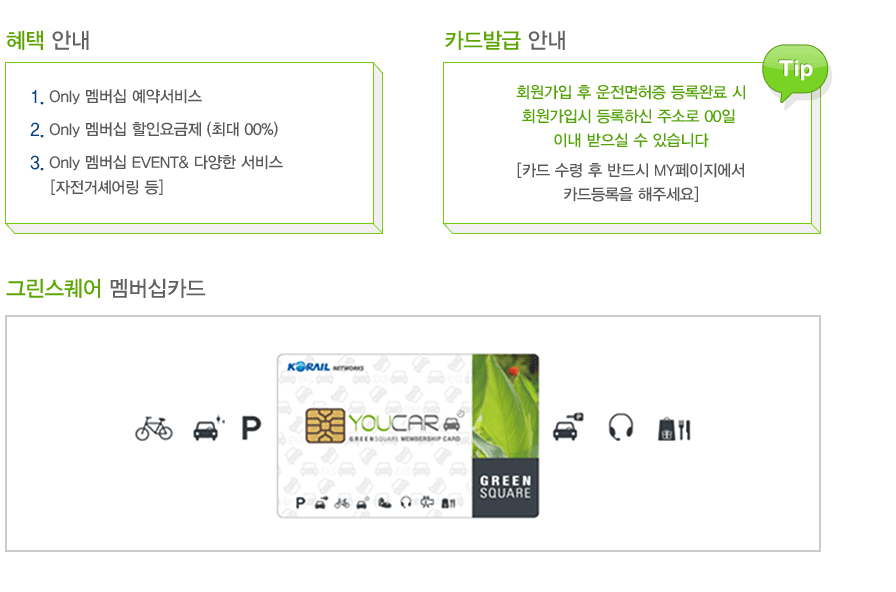 혜택 안내
1. Only 멤버십 예약서비스
2. Only 멤버십 할인요금제 (최대 00%)
3. Only 멤버십 EVENT& 다양한 서비스
[자전거셰어링 등]
카드발급 안내
Tip
회원가입 후 운전면허증 등록완료 시
회원가입시 등록하신 주소로 00일
이내 받으실 수 있습니다
[카드 수령 후 반드시 MY페이지에서
카드등록을 해주세요]
그린스퀘어 멤버십카드
P
KORAIL NETWORKS
YOUCAR
GREENSQUARE MEMBERSHIP CARD
P
GREEN
SQUARE
P